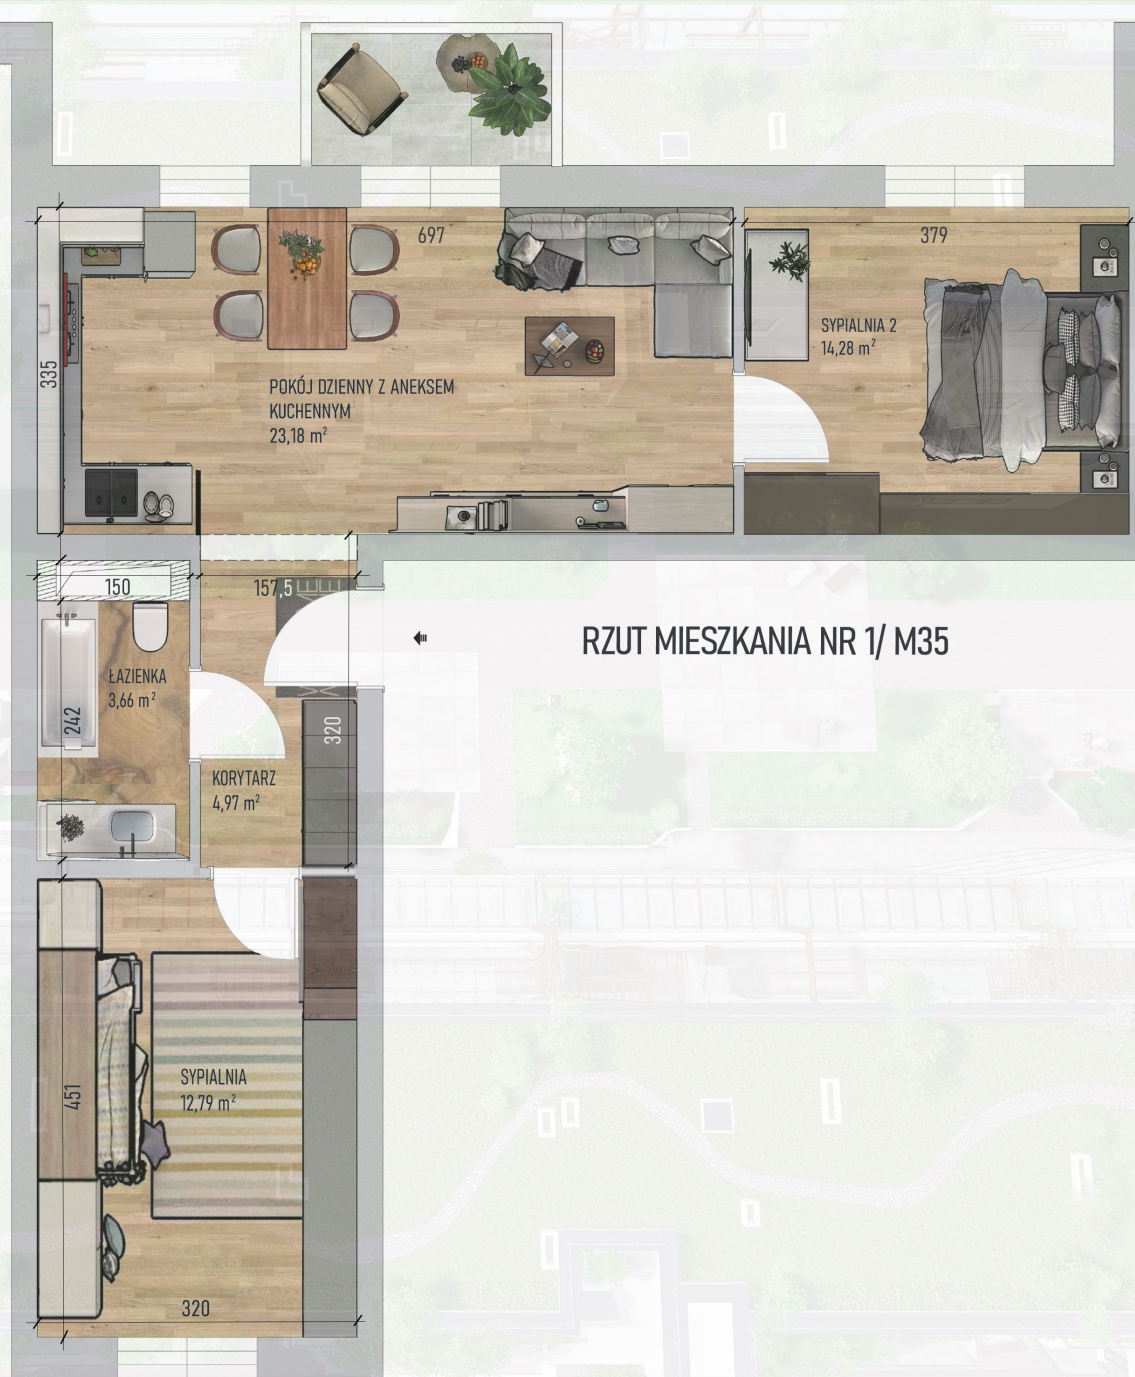 697
379
335
SYPIALNIA 2
14,28 m²
POKÓJ DZIENNY Z ANEKSEM
KUCHENNYM
23,18 m²
150
157,5
RZUT MIESZKANIA NR 1/ M35
ŁAZIENKA
3,66 m²
242
320
KORYTARZ
4,97 m²
SYPIALNIA
12,79 m²
451
320